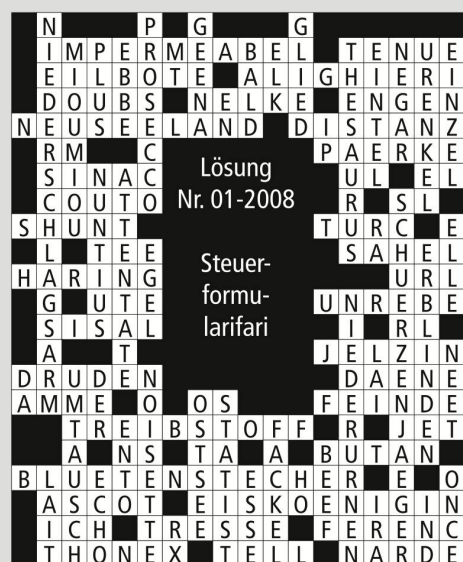 N P G G
IMPERMEABEL TENUE
EILBOTE ALIGHIERI
DOUBS NELKE ENGEN
NEUSEELAND DISTANZ
RM C PAERKE
Lösung
SINAC UL EL
Nr. 01-2008
COUTO R SL
SHUNT TURC E
L TEE SAHEL
Steuer-
HARING URL
formu-
G UTE UNREBE
larifari
SISAL I RL
A T JELZIN
DRUDEN DAENE
AMME O OS FEINDE
TREIBSTOFF R JET
A NS TA A BUTAN
BLUETENSTECHER E O
ASCOT EISKOENIGIN
ICH TRESSE FERENC
THONEX TELL NARDE